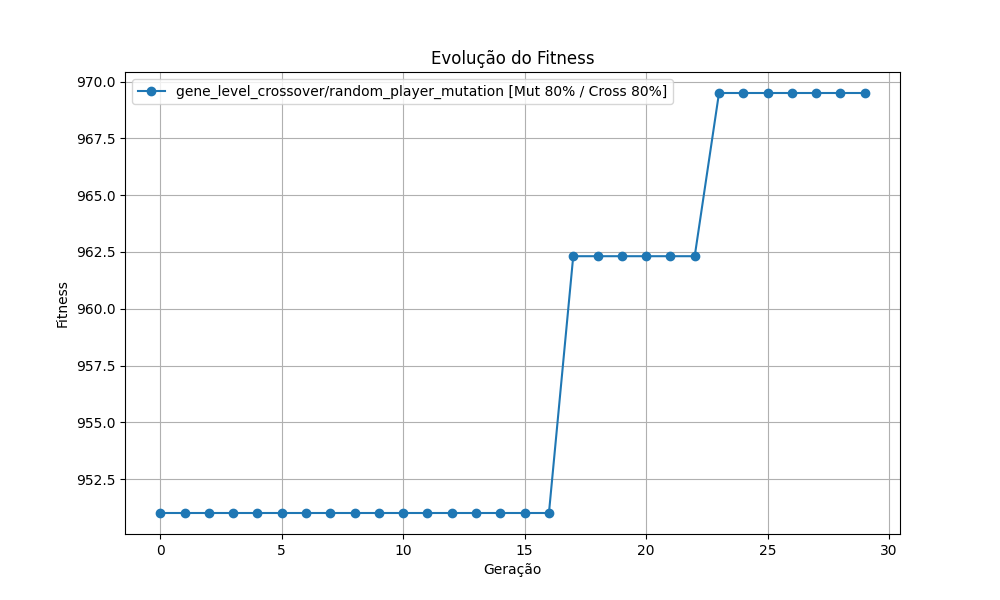 Evolução do Fitness
gene_level_crossover/random_player_mutation [Mut 80% / Cross 80%]
970.0
967.5
965.0
962.5
960.0
957.5
955.0
952.5
Fitness
0 5 10 15 20 25 30
Geração